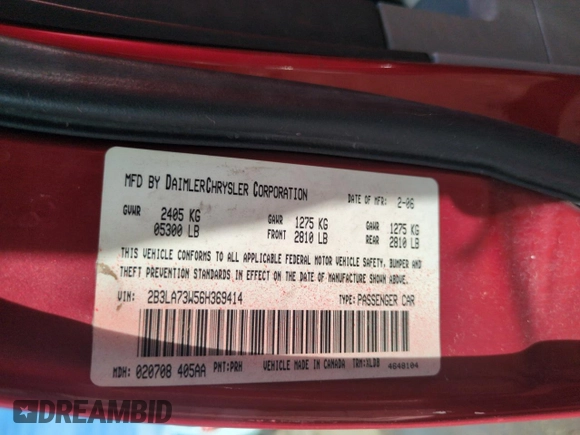 MFD BY DAIMLERCHRYSLER CORPORATION DATE OF MFR: 2-06
GVWR 2405 KG GAWR 1275 KG GAWR 1275 KG
05300 LB FRONT 2810 LB REAR 2810 LB
THIS VEHICLE CONFORMS TO ALL APPLICABLE FEDERAL MOTOR VEHICLE SAFETY, BUMPER AND
THEFT PREVENTION STANDARDS IN EFFECT ON THE DATE OF MANUFACTURE SHOWN ABOVE.
VIN: 2B3LA73W56H369414 TYPE: PASSENGER CAR
MDH: 020708 405AA PNT: PRH VEHICLE MADE IN CANADA TRM: XLDB 4648104
DREAMBID